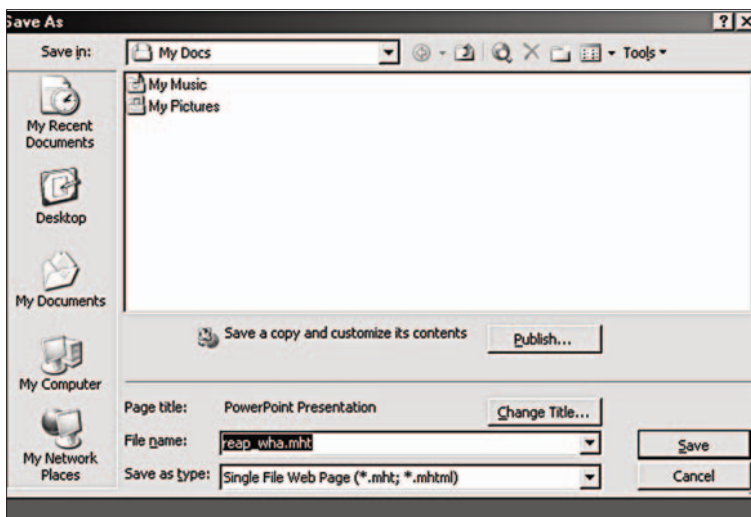 Save As
Save in:
My Docs
Tools
My Music
My Pictures
My Recent
Documents
Desktop
My Documents
My Computer
My Network
Places
Save a copy and customize its contents
Publish...
Page title:
PowerPoint Presentation
Change Title...
File name:
reap_wha.mht
Save
Save as type:
Single File Web Page (*.mht; *.mhtml)
Cancel